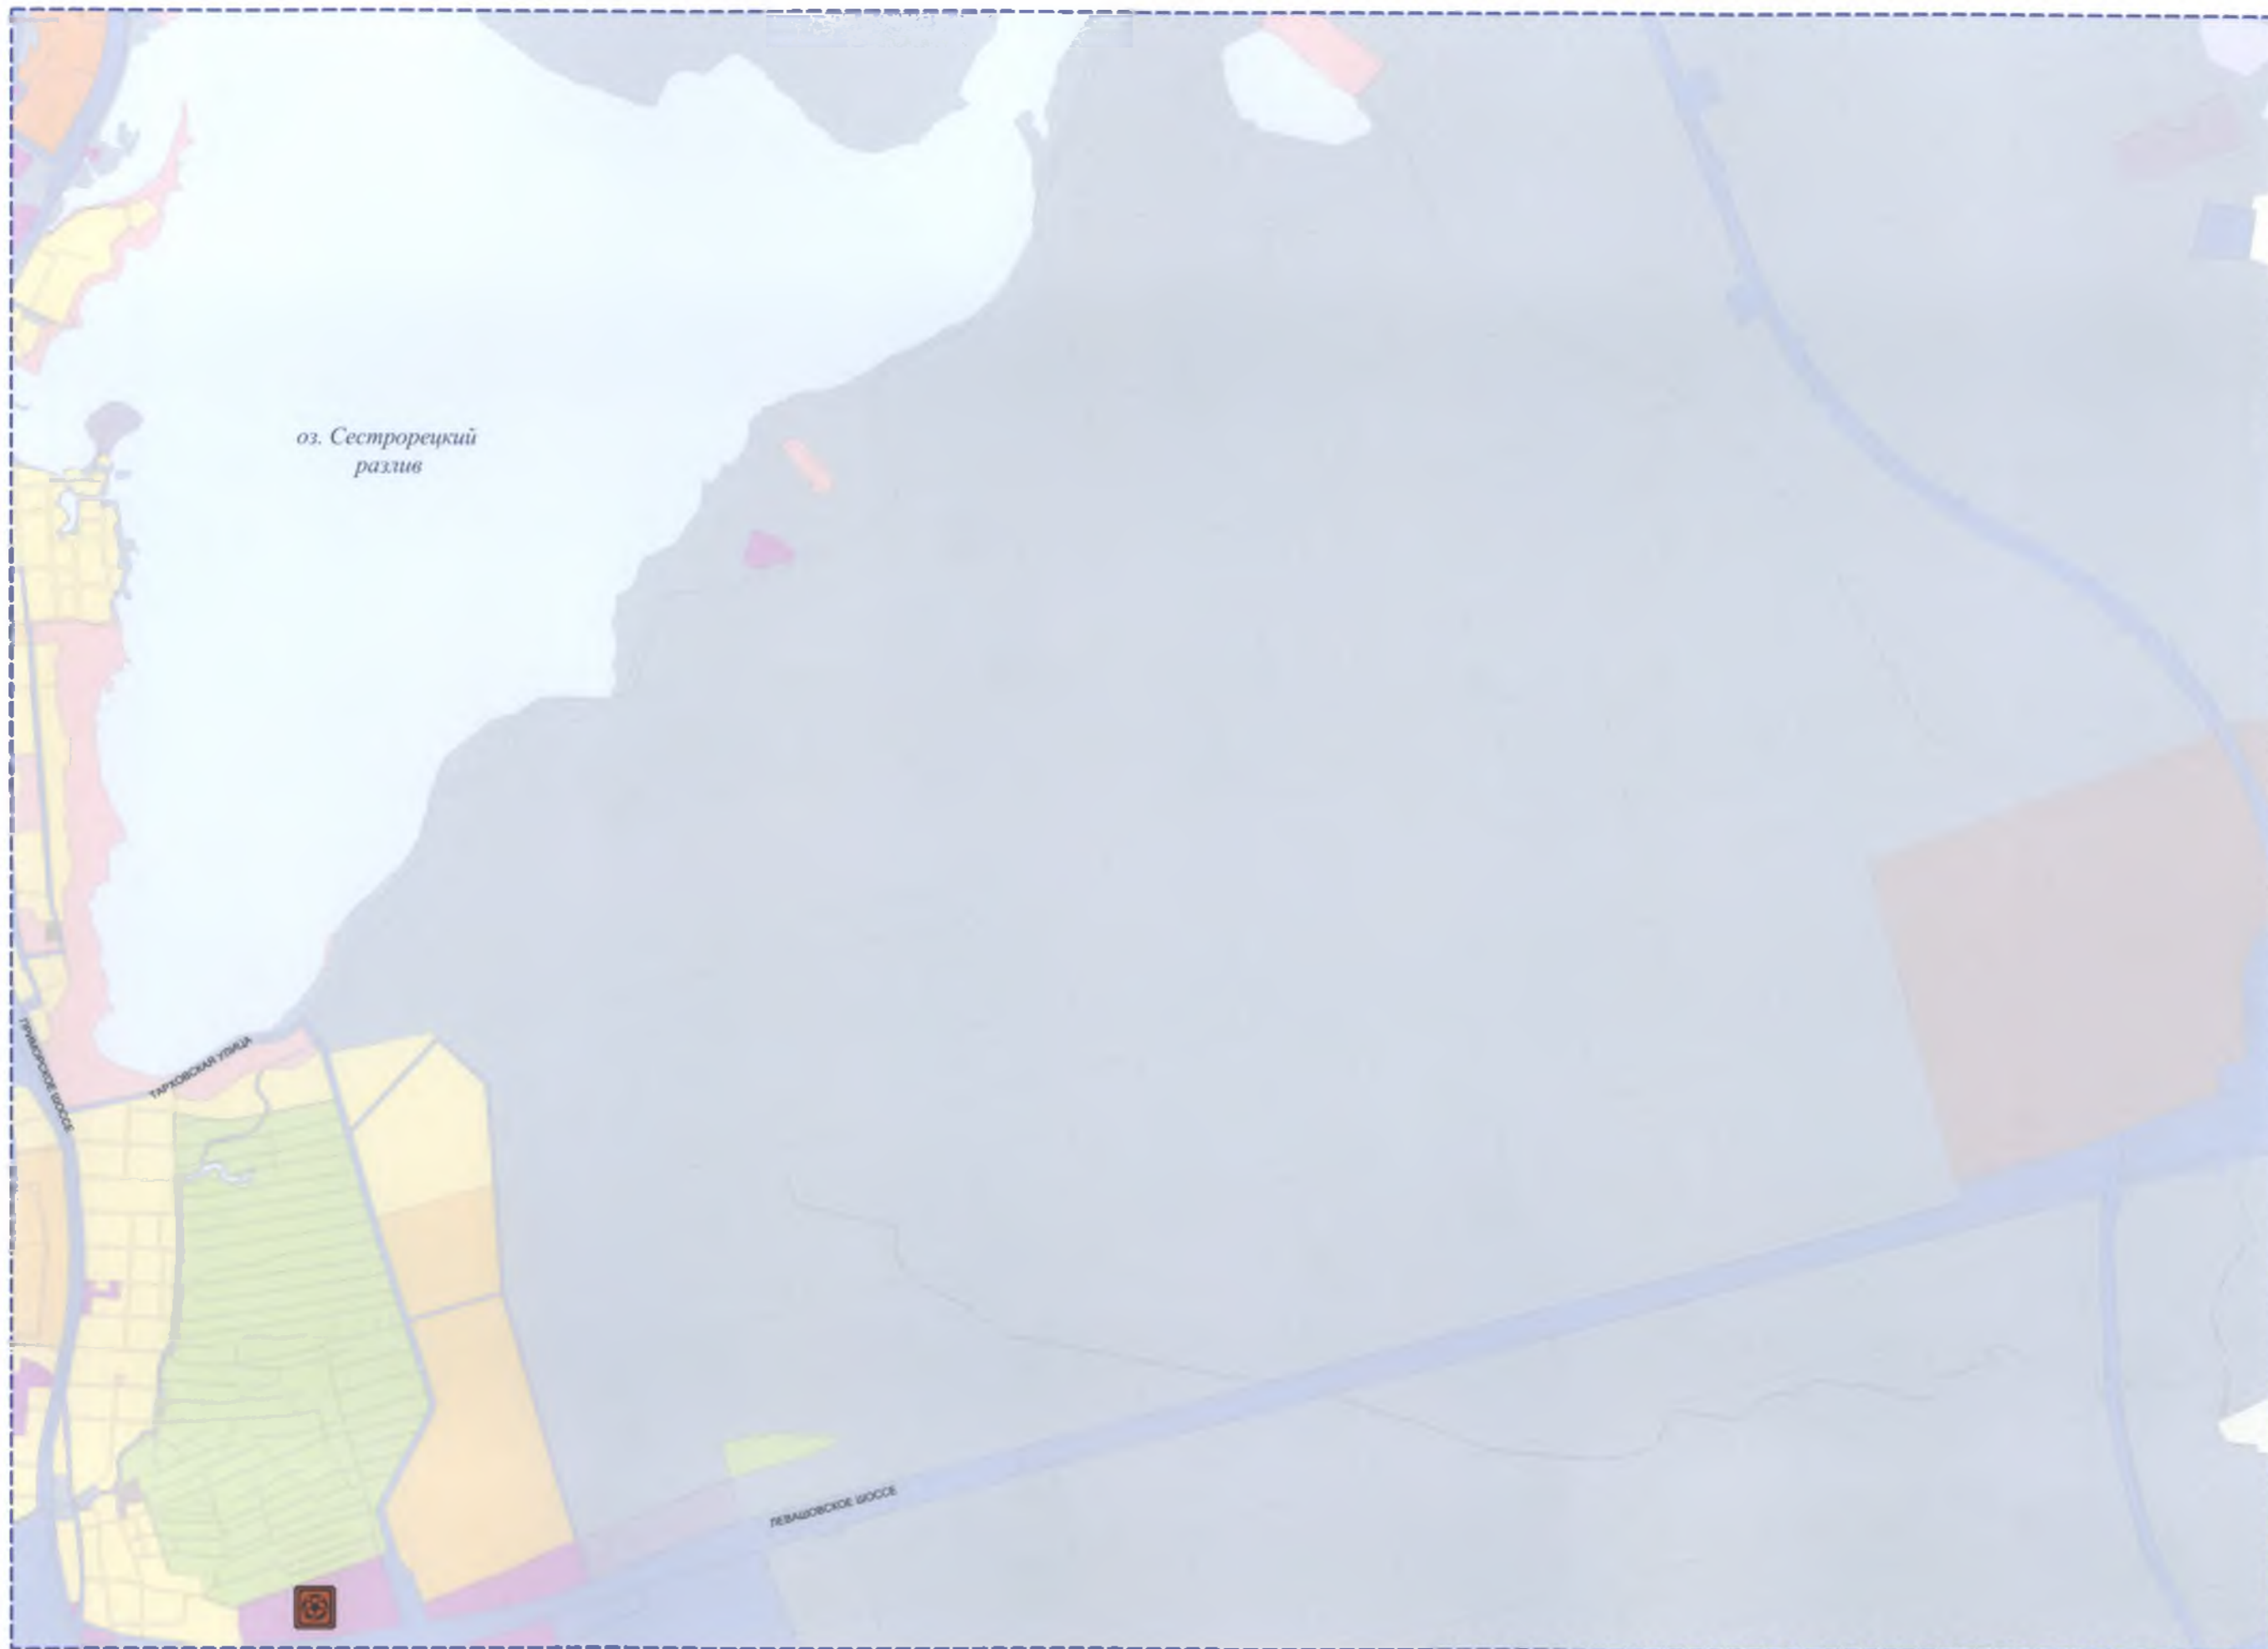 оз. Сестрорецкий
разлив
ПРИМОРСКОЕ ШОССЕ
ТАРХОВСКАЯ УЛИЦА
ЛЕВАШОВСКОЕ ШОССЕ